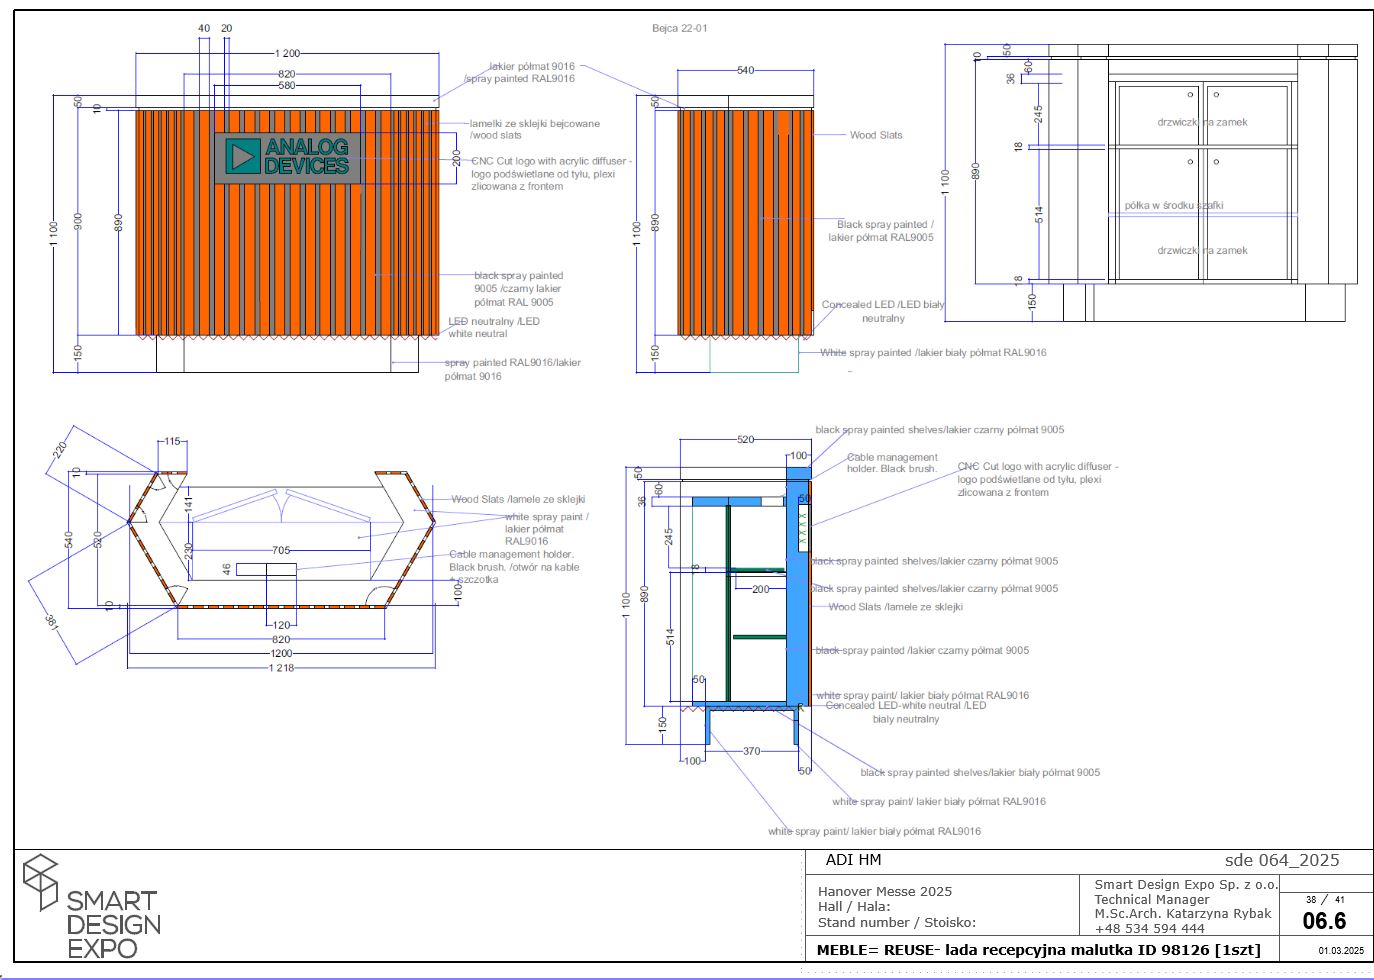 Bejca 22-01
40 20
1 200
820
580
50
10
1 100
900
890
150
200
ANALOG
DEVICES
lakier półmat 9016
/spray painted RAL9016
lamelki ze sklejki bejcowane
/wood slats
CNC Cut logo with acrylic diffuser -
logo podświetlane od tyłu, plexi
zlicowana z frontem
black spray painted
9005 /czarny lakier
półmat RAL 9005
LED neutralny /LED
white neutral
spray painted RAL9016/lakier
półmat 9016
540
50
1 100
890
150
Wood Slats
Black spray painted /
lakier półmat RAL9005
Concealed LED /LED biały
neutralny
White spray painted /lakier biały półmat RAL9016
10
50
60
36
245
18
1 100
890
514
18
150
drzwiczki na zamek
półka w środku szafki
drzwiczki na zamek
220
115
10
141
540
520
230
705
46
10
100
381
120
820
1200
1 218
Wood Slats /lamele ze sklejki
white spray paint /
lakier półmat
RAL9016
Cable management holder.
Black brush. /otwór na kable
+ szczotka
520
100
50
60
36
50
245
8
200
1 100
890
514
50
150
370
100
50
X X X X
black spray painted shelves/lakier czarny półmat 9005
Cable management
holder. Black brush.
CNC Cut logo with acrylic diffuser -
logo podświetlane od tyłu, plexi
zlicowana z frontem
black spray painted shelves/lakier czarny półmat 9005
black spray painted shelves/lakier czarny półmat 9005
Wood Slats /lamele ze sklejki
black spray painted /lakier czarny półmat 9005
white spray paint/ lakier biały półmat RAL9016
Concealed LED-white neutral /LED
biały neutralny
black spray painted shelves/lakier biały półmat 9005
white spray paint/ lakier biały półmat RAL9016
white spray paint/ lakier biały półmat RAL9016
SMART
DESIGN
EXPO
ADI HM
sde 064_2025
Hanover Messe 2025
Hall / Hala:
Stand number / Stoisko:
Smart Design Expo Sp. z o.o.
Technical Manager
M.Sc.Arch. Katarzyna Rybak
+48 534 594 444
38 / 41
06.6
MEBLE= REUSE- lada recepcyjna malutka ID 98126 [1szt]
01.03.2025